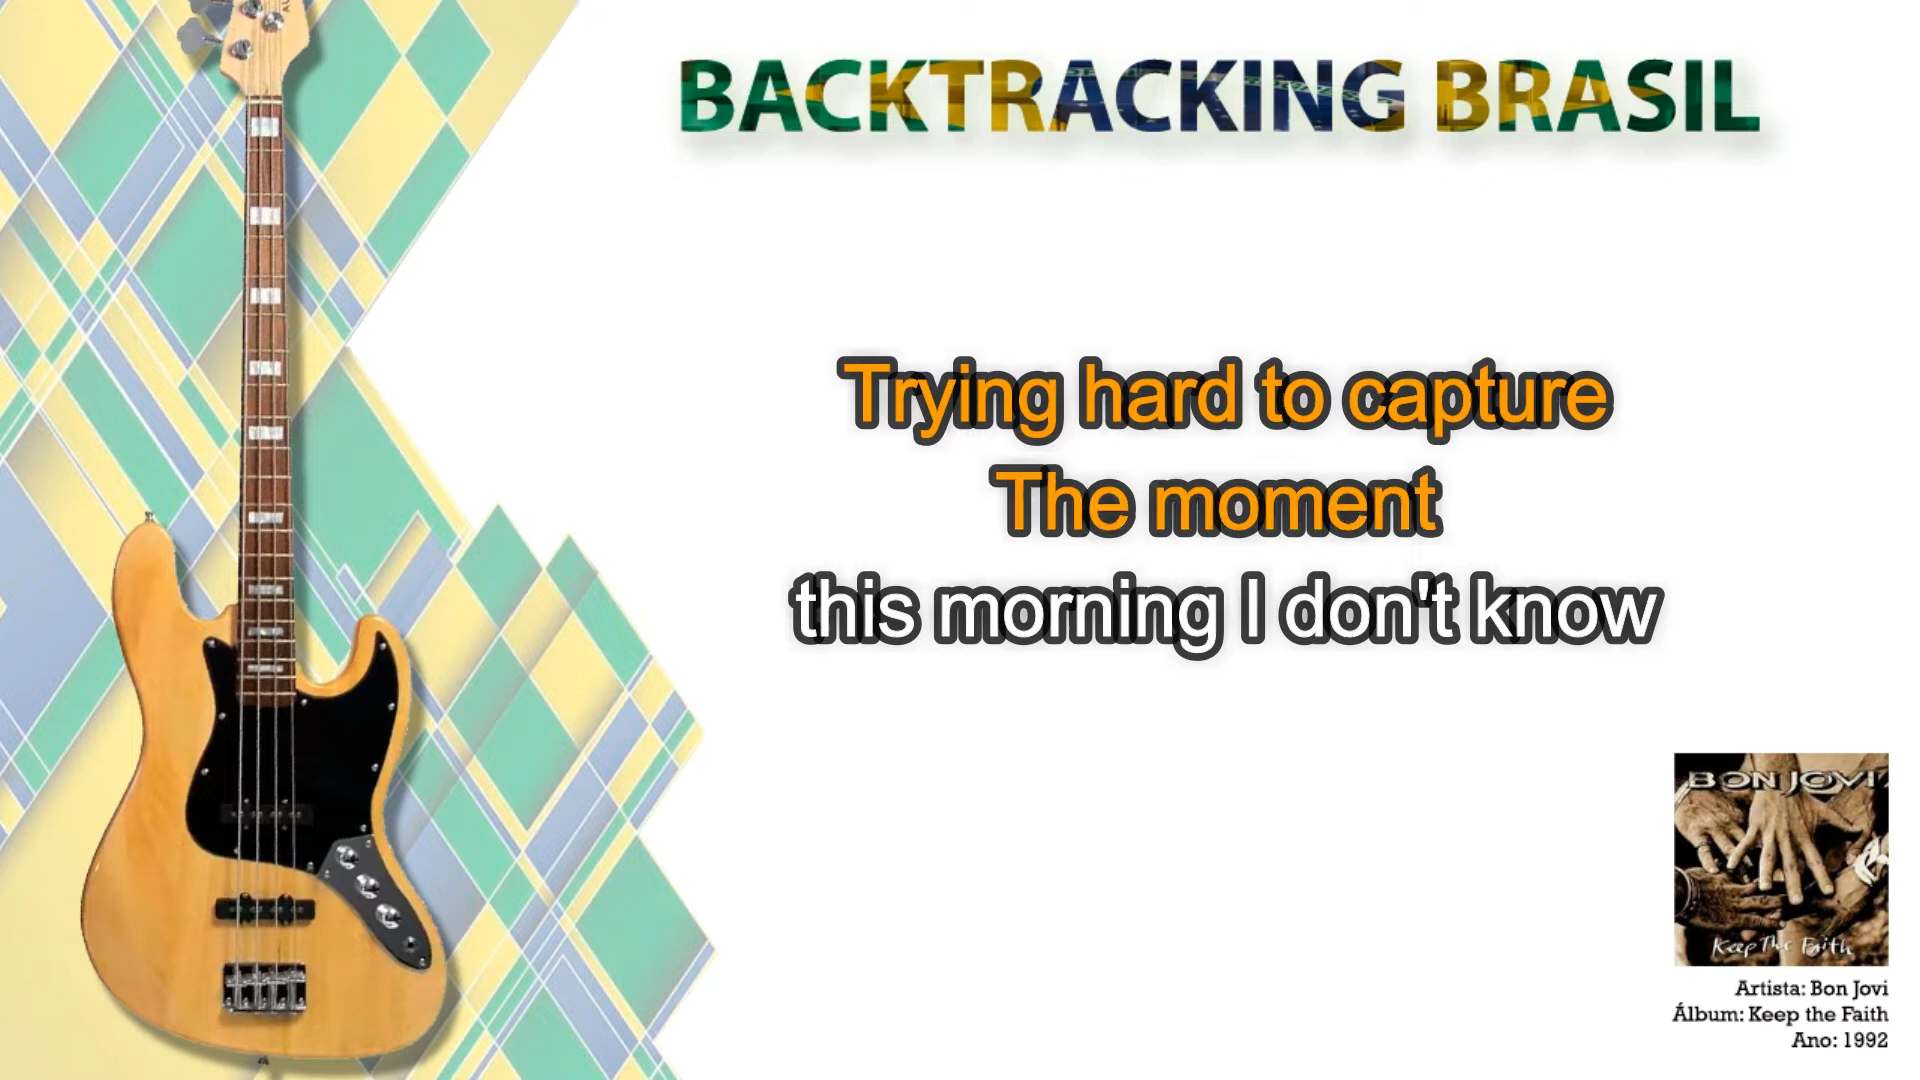 BACKTRACKING BRASIL
Trying hard to capture
The moment
this morning I don't know
BON JOVI
Keep The Faith
Artista: Bon Jovi
Álbum: Keep the Faith
Ano: 1992